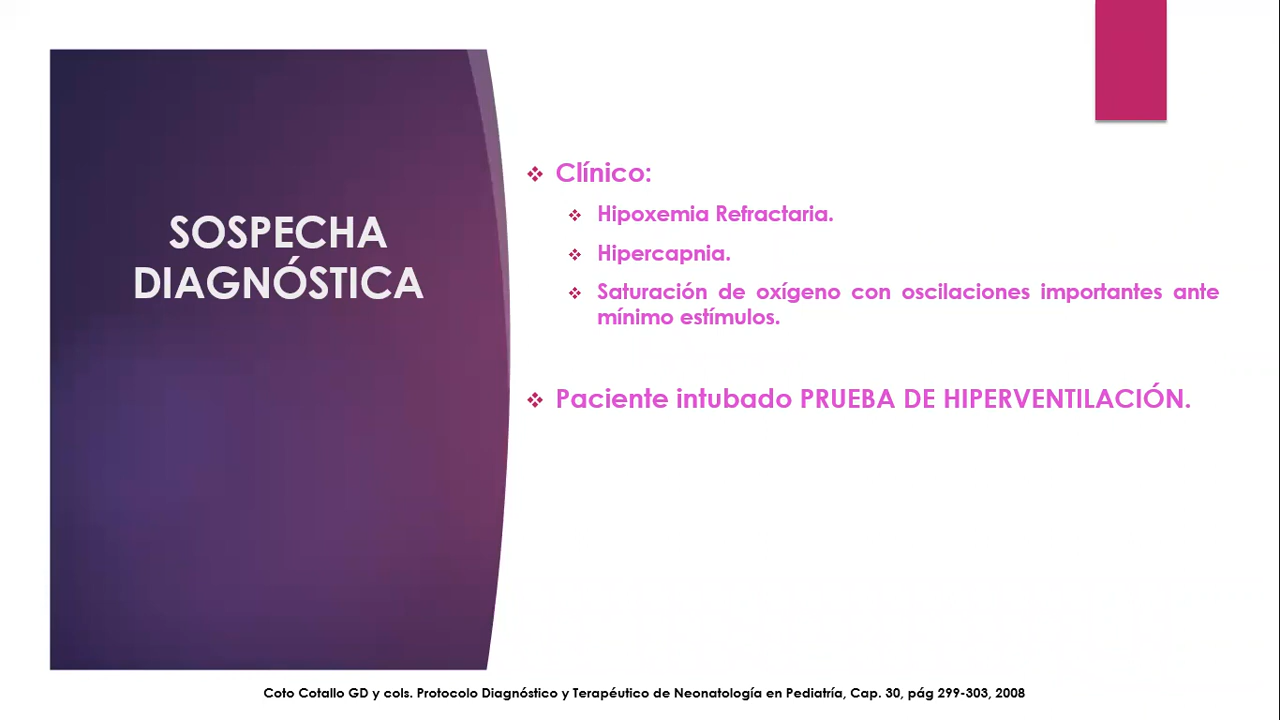 SOSPECHA
DIAGNÓSTICA
Clínico:
Hipoxemia Refractaria.
Hipercapnia.
Saturación de oxígeno con oscilaciones importantes ante
mínimo estímulos.
Paciente intubado PRUEBA DE HIPERVENTILACIÓN.
Coto Cotallo GD y cols. Protocolo Diagnóstico y Terapéutico de Neonatología en Pediatría, Cap. 30, pág 299-303, 2008